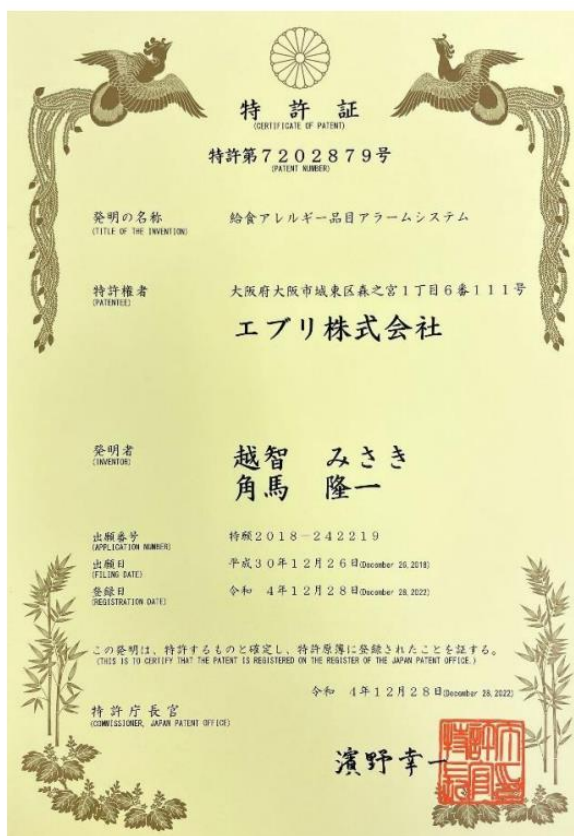 特許証
(CERTIFICATE OF PATENT)
特許第7202879号
(PATENT NUMBER)
発明の名称 給食アレルギー品目アラームシステム
(TITLE OF THE INVENTION)
特許権者 大阪府大阪市城東区森之宮1丁目6番111号
(PATENTEE)
エブリ株式会社
発明者 越智 みさき
(INVENTOR)
角馬 隆一
出願番号 特願2018-242219
(APPLICATION NUMBER)
出願日 平成30年12月26日(December 26,2018)
(FILING DATE)
登録日 令和 4年12月28日(December 28,2022)
(REGISTRATION DATE)
この発明は、特許するものと確定し、特許原簿に登録されたことを証する。
(THIS IS TO CERTIFY THAT THE PATENT IS REGISTERED ON THE REGISTER OF THE JAPAN PATENT OFFICE.)
令和 4年12月28日(December 28,2022)
特許庁長官
(COMMISSIONER, JAPAN PATENT OFFICE)
濱野幸一